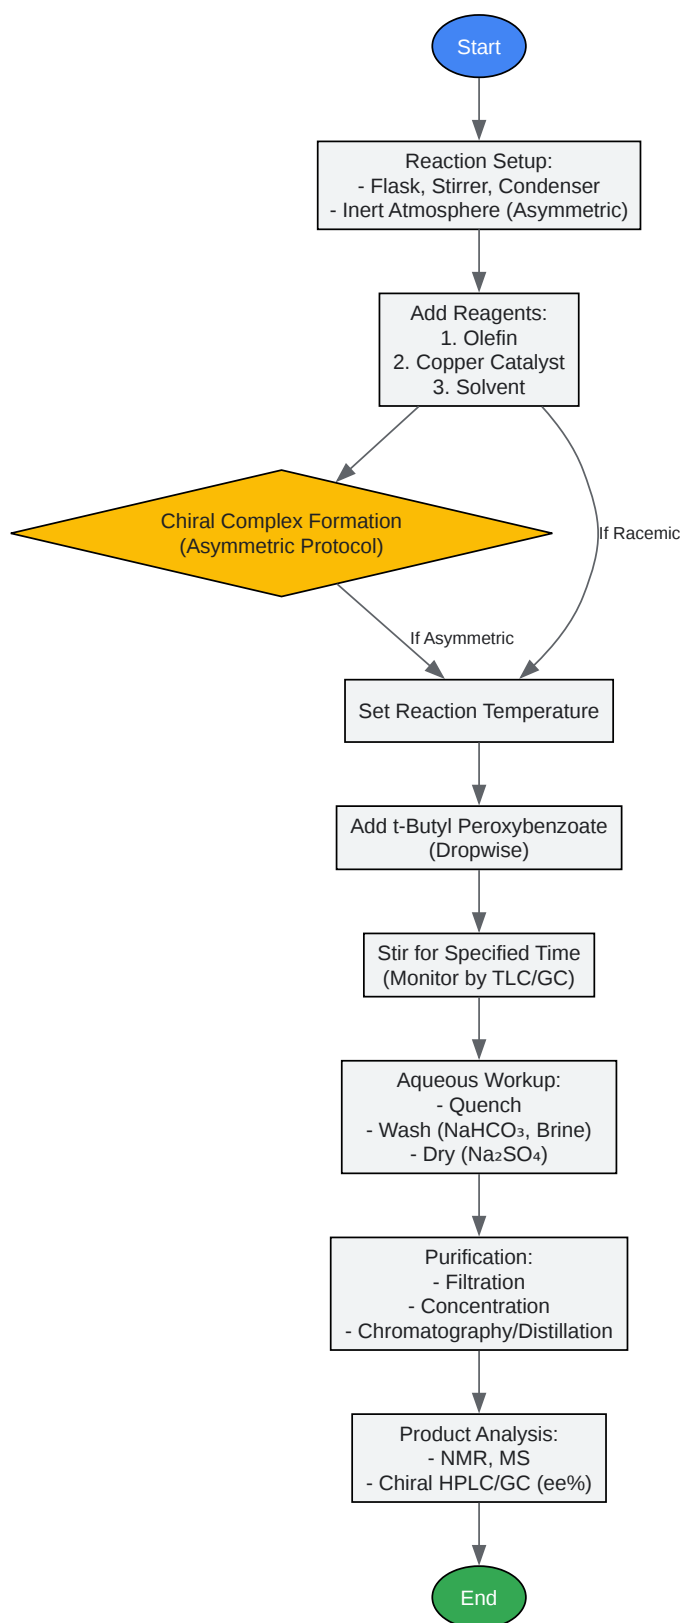 Start
Reaction Setup:
- Flask, Stirrer, Condenser
- Inert Atmosphere (Asymmetric)
Add Reagents:
1. Olefin
2. Copper Catalyst
3. Solvent
Chiral Complex Formation
(Asymmetric Protocol)
If Racemic
If Asymmetric
Set Reaction Temperature
Add t-Butyl Peroxybenzoate
(Dropwise)
Stir for Specified Time
(Monitor by TLC/GC)
Aqueous Workup:
- Quench
- Wash (NaHCO₃, Brine)
- Dry (Na₂SO₄)
Purification:
- Filtration
- Concentration
- Chromatography/Distillation
Product Analysis:
- NMR, MS
- Chiral HPLC/GC (ee%)
End